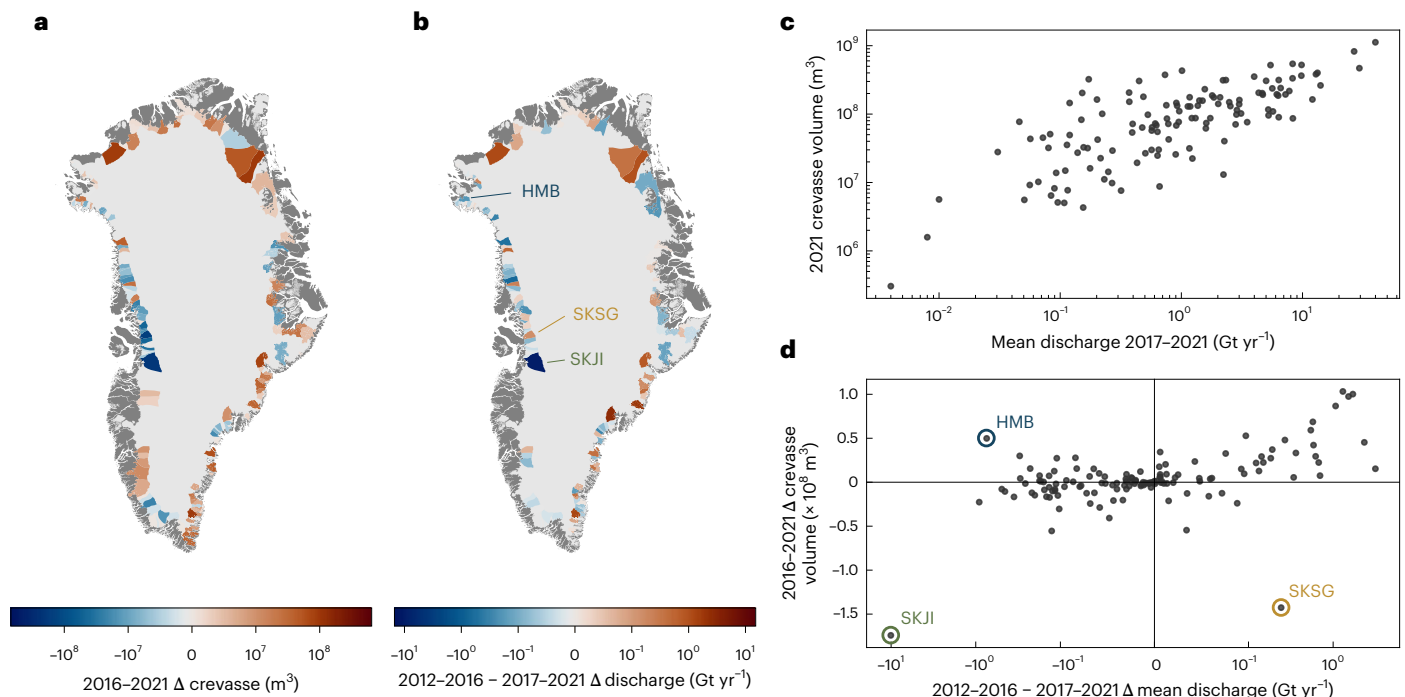 a
b
c
d
HMB
SKSG
SKJI
–10⁸ –10⁷ 0 10⁷ 10⁸
2016–2021 Δ crevasse (m³)
–10¹ –10⁰ –10⁻¹ 0 10⁻¹ 10⁰ 10¹
2012–2016 – 2017–2021 Δ discharge (Gt yr⁻¹)
2021 crevasse volume (m³)
10⁹
10⁸
10⁷
10⁶
10⁻² 10⁻¹ 10⁰ 10¹
Mean discharge 2017–2021 (Gt yr⁻¹)
2016–2021 Δ crevasse
volume (× 10⁸ m³)
1.0
0.5
0
–0.5
–1.0
–1.5
HMB
SKSG
SKJI
–10¹ –10⁰ –10⁻¹ 0 10⁻¹ 10⁰
2012–2016 – 2017–2021 Δ mean discharge (Gt yr⁻¹)